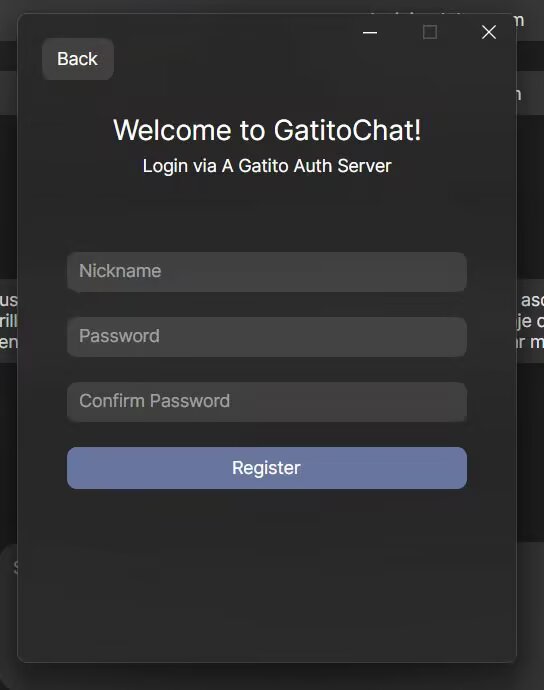 Back
Welcome to GatitoChat!
Login via A Gatito Auth Server
Nickname
Password
Confirm Password
Register